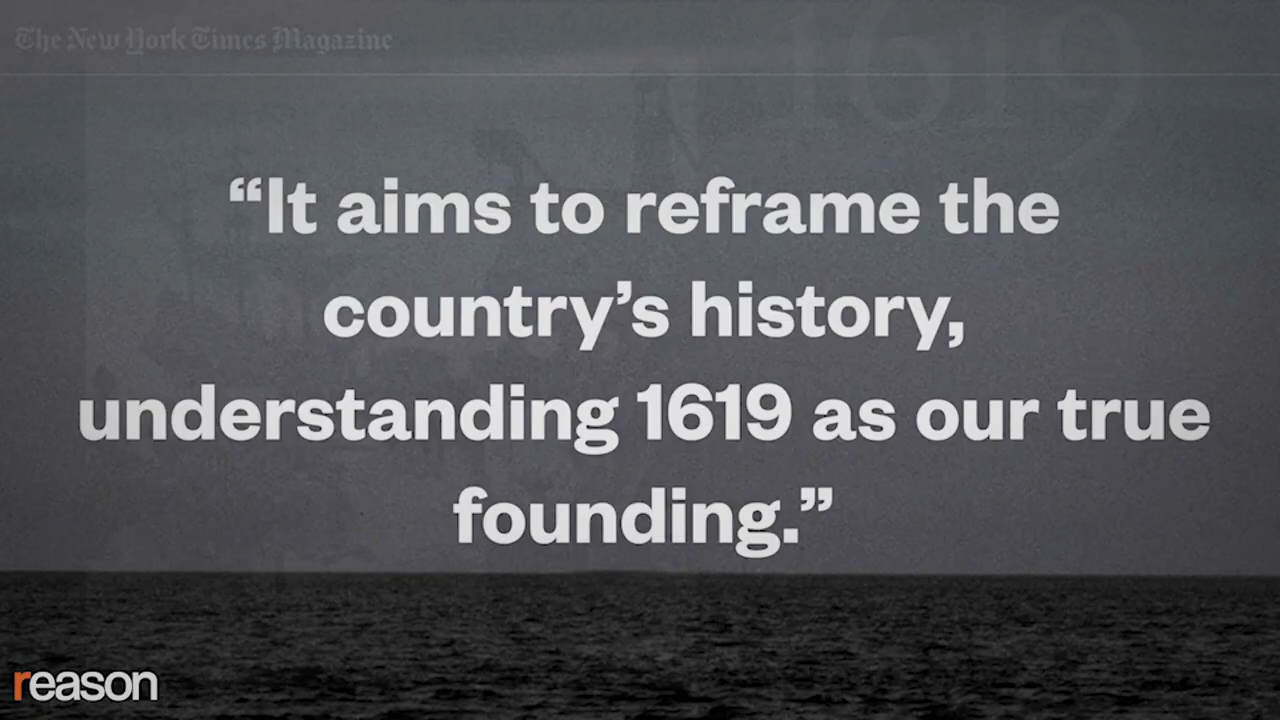 The New York Times Magazine
1619
“It aims to reframe the
country’s history,
understanding 1619 as our true
founding.”
reason